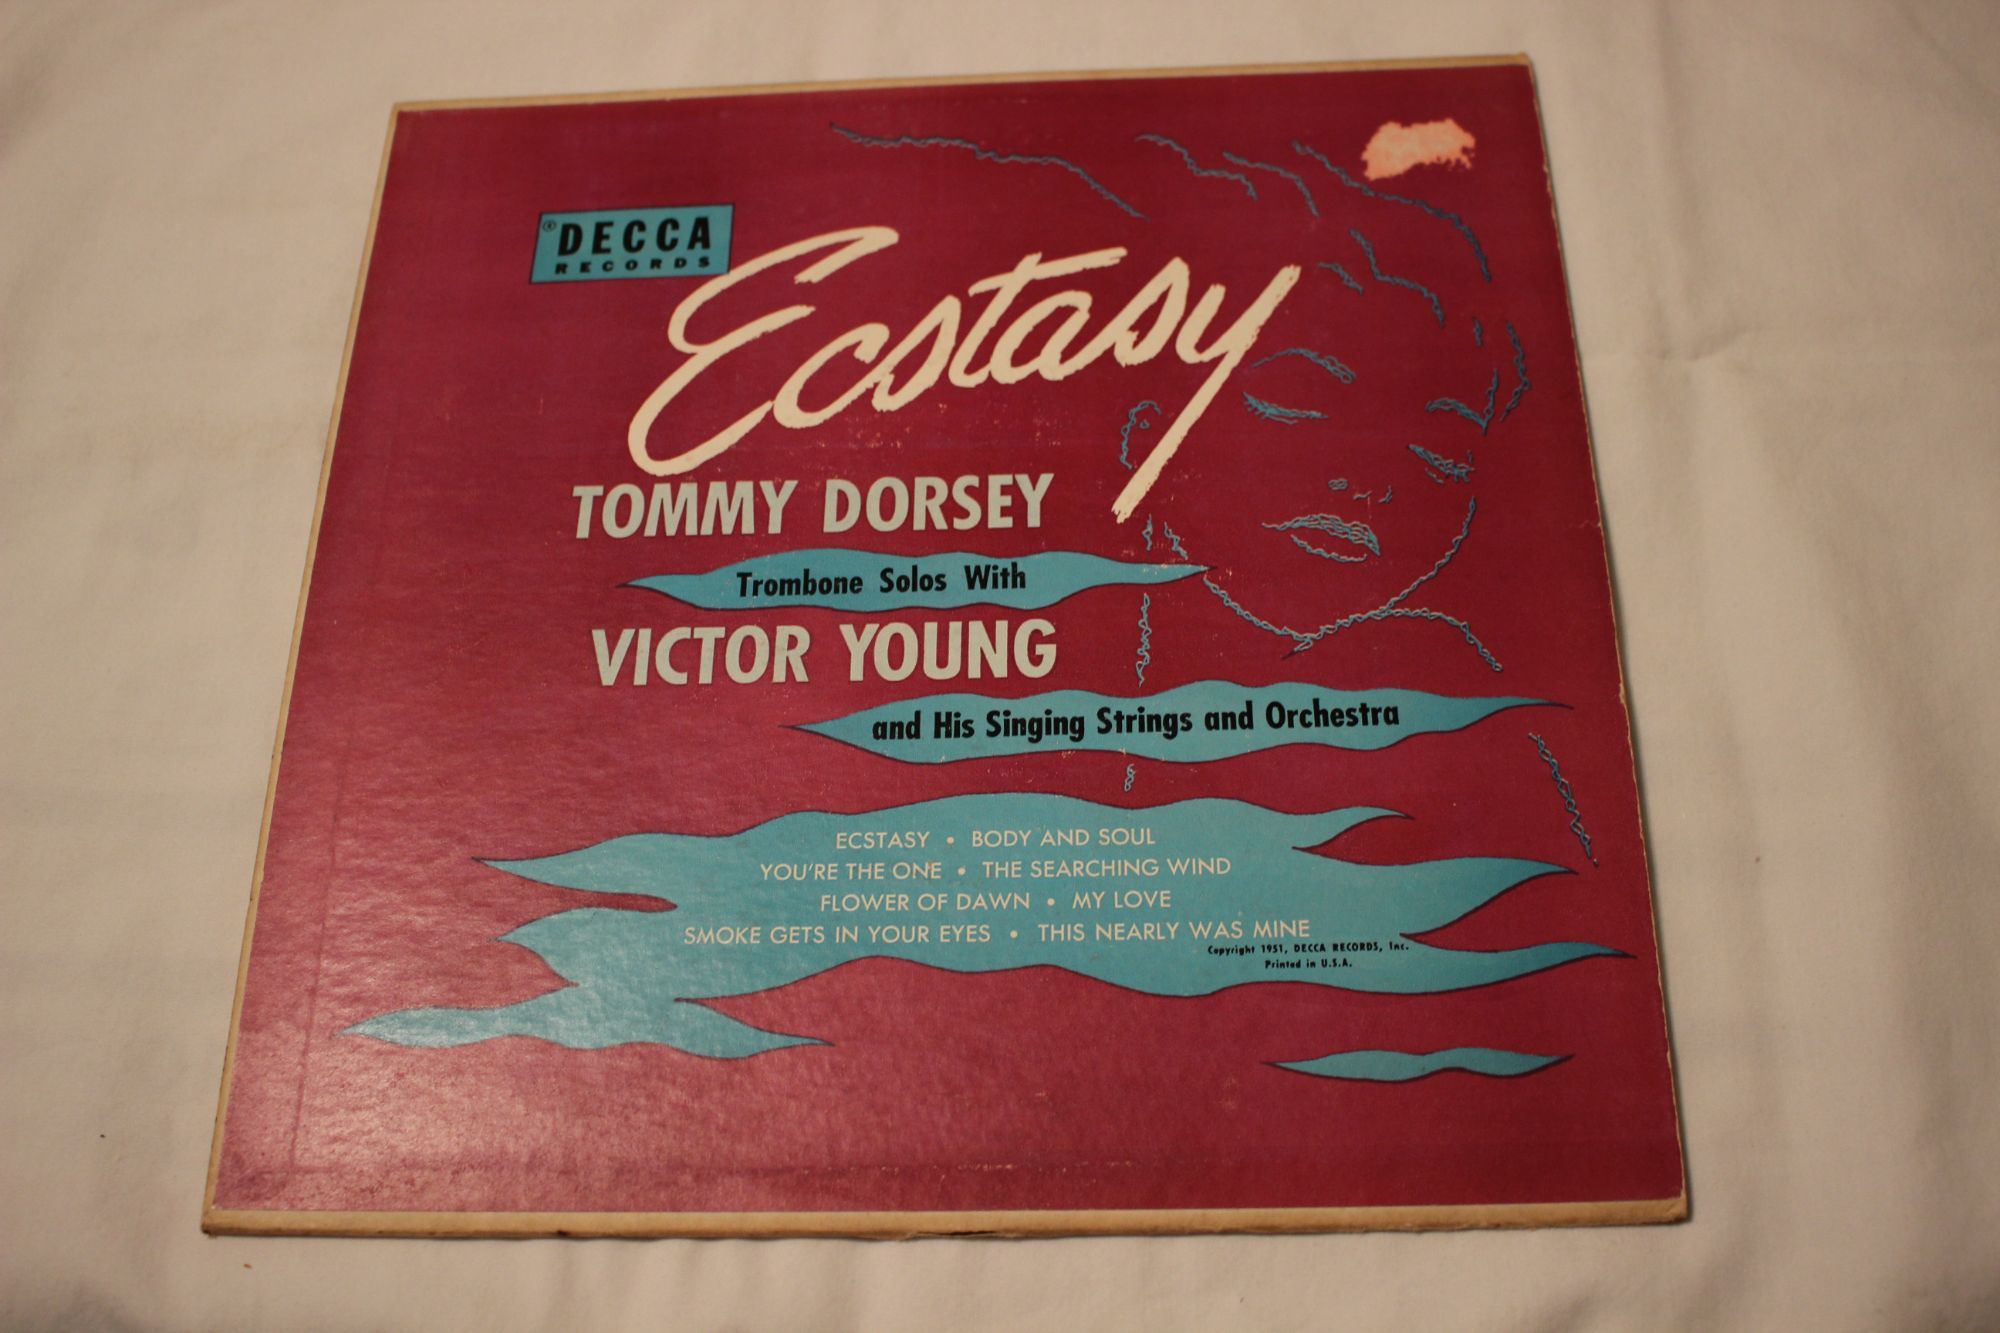 ® DECCA
RECORDS
Ecstasy
TOMMY DORSEY
Trombone Solos With
VICTOR YOUNG
and His Singing Strings and Orchestra
ECSTASY • BODY AND SOUL
YOU'RE THE ONE • THE SEARCHING WIND
FLOWER OF DAWN • MY LOVE
SMOKE GETS IN YOUR EYES • THIS NEARLY WAS MINE
Copyright 1951, DECCA RECORDS, Inc.
Printed in U.S.A.